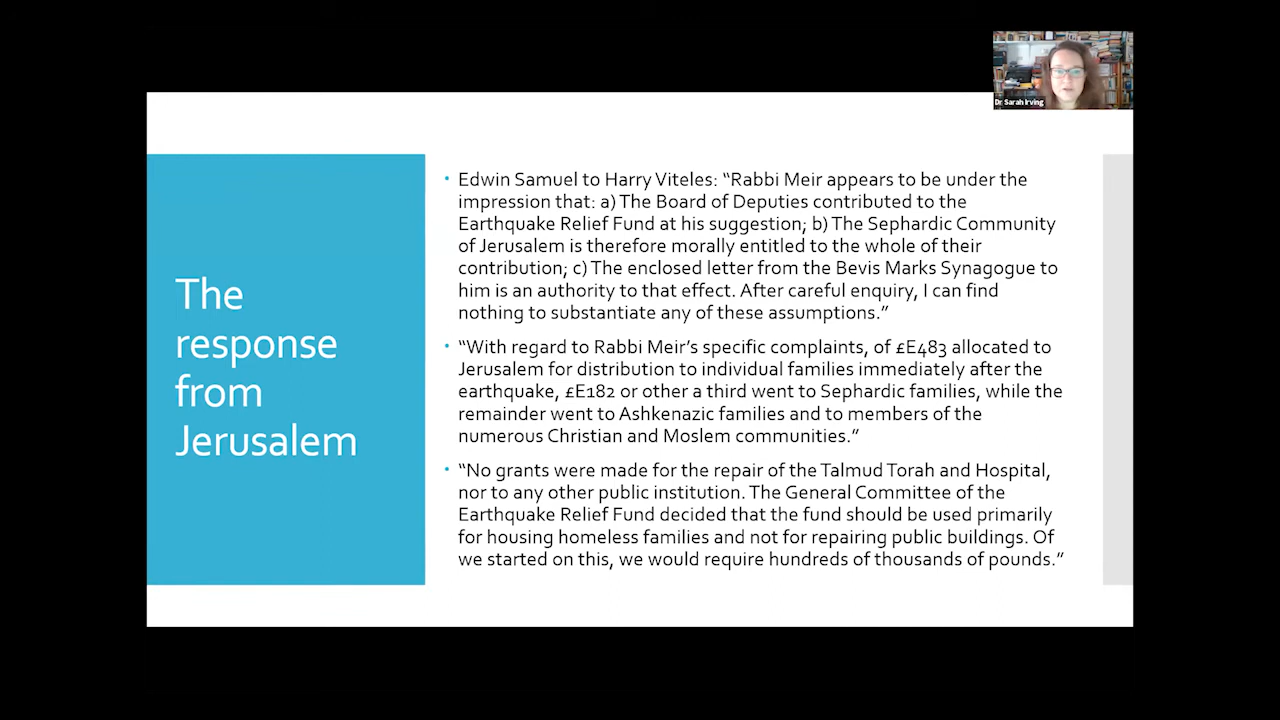 Dr Sarah Irving
The
response
from
Jerusalem
Edwin Samuel to Harry Viteles: “Rabbi Meir appears to be under the
impression that: a) The Board of Deputies contributed to the
Earthquake Relief Fund at his suggestion; b) The Sephardic Community
of Jerusalem is therefore morally entitled to the whole of their
contribution; c) The enclosed letter from the Bevis Marks Synagogue to
him is an authority to that effect. After careful enquiry, I can find
nothing to substantiate any of these assumptions.”
“With regard to Rabbi Meir’s specific complaints, of £E483 allocated to
Jerusalem for distribution to individual families immediately after the
earthquake, £E182 or other a third went to Sephardic families, while the
remainder went to Ashkenazic families and to members of the
numerous Christian and Moslem communities.”
“No grants were made for the repair of the Talmud Torah and Hospital,
nor to any other public institution. The General Committee of the
Earthquake Relief Fund decided that the fund should be used primarily
for housing homeless families and not for repairing public buildings. Of
we started on this, we would require hundreds of thousands of pounds.”